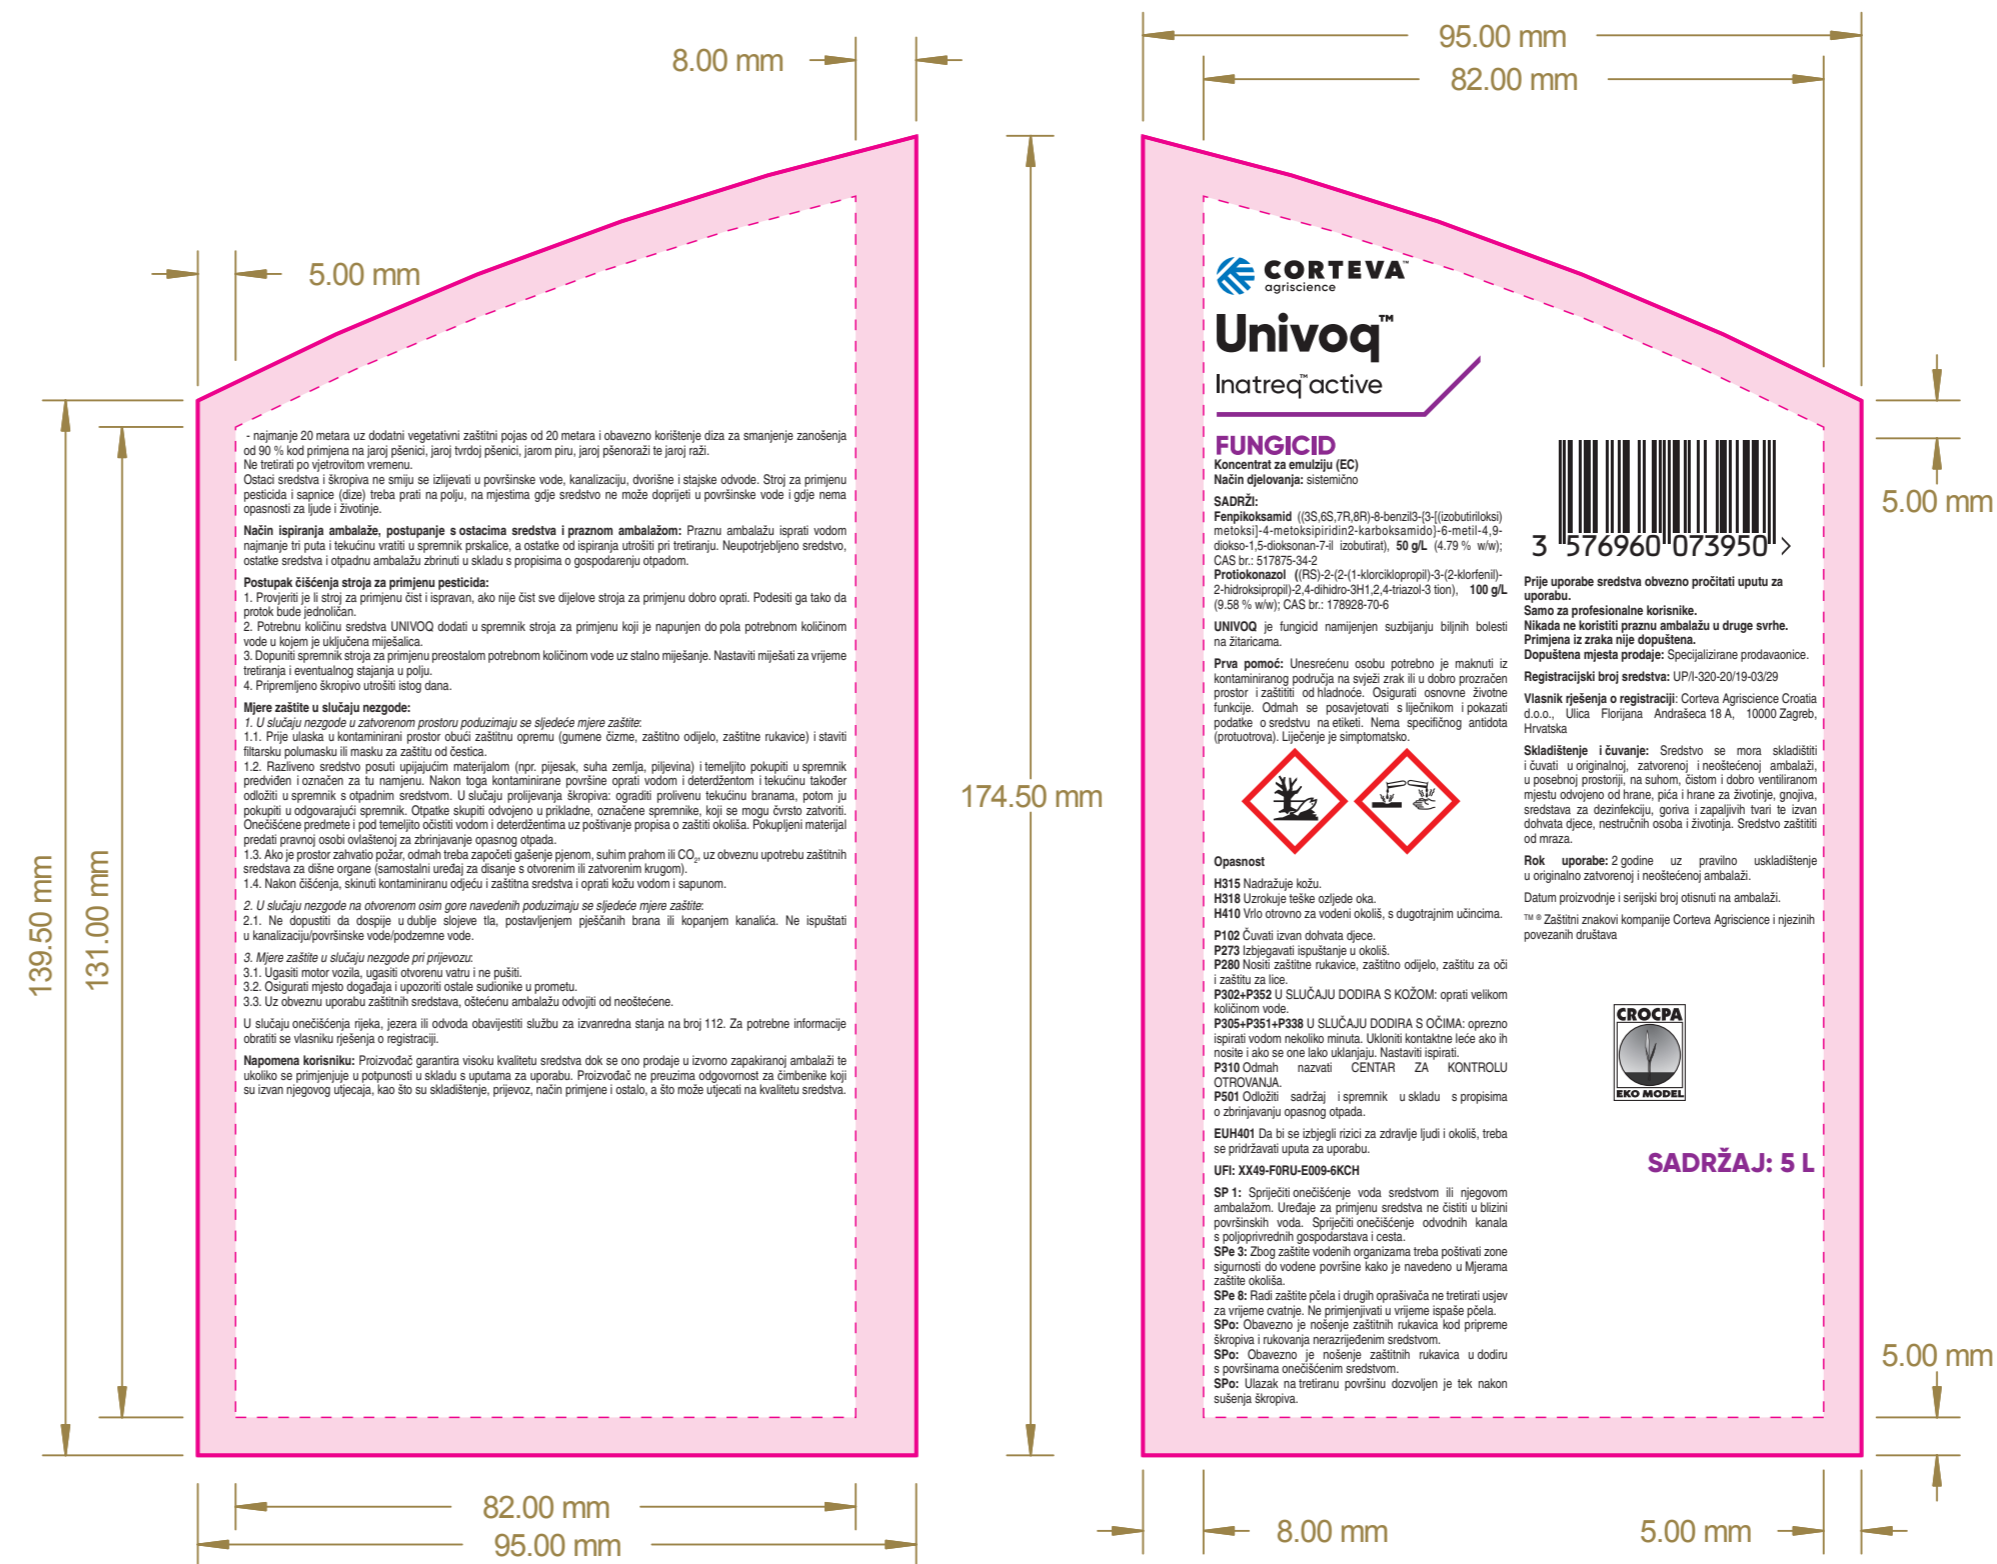 8.00 mm
5.00 mm
139.50 mm
131.00 mm
- najmanje 20 metara uz dodatni vegetativni zaštitni pojas od 20 metara i obavezno korištenje diza za smanjenje zanošenja
od 90 % kod primjena na jaroj pšenici, jaroj tvrdoj pšenici, jarom piru, jaroj pšenoraži te jaroj raži.
Ne tretirati po vjetrovitom vremenu.
Ostaci sredstva i škropiva ne smiju se izlijevati u površinske vode, kanalizaciju, dvorišne i stajske odvode. Stroj za primjenu
pesticida i sapnice (dize) treba prati na polju, na mjestima gdje sredstvo ne može doprijeti u površinske vode i gdje nema
opasnosti za ljude i životinje.
Način ispiranja ambalaže, postupanje s ostacima sredstva i praznom ambalažom: Praznu ambalažu isprati vodom
najmanje tri puta i tekućinu vratiti u spremnik prskalice, a ostatke od ispiranja utrošiti pri tretiranju. Neupotrjebljeno sredstvo,
ostatke sredstva i otpadnu ambalažu zbrinuti u skladu s propisima o gospodarenju otpadom.
Postupak čišćenja stroja za primjenu pesticida:
1. Provjeriti je li stroj za primjenu čist i ispravan, ako nije čist sve dijelove stroja za primjenu dobro oprati. Podesiti ga tako da
protok bude jednoličan.
2. Potrebnu količinu sredstva UNIVOQ dodati u spremnik stroja za primjenu koji je napunjen do pola potrebnom količinom
vode u kojem je uključena miješalica.
3. Dopuniti spremnik stroja za primjenu preostalom potrebnom količinom vode uz stalno miješanje. Nastaviti miješati za vrijeme
tretiranja i eventualnog stajanja u polju.
4. Pripremljeno škropivo utrošiti istog dana.
Mjere zaštite u slučaju nezgode:
1. U slučaju nezgode u zatvorenom prostoru poduzimaju se sljedeće mjere zaštite:
1.1. Prije ulaska u kontaminirani prostor obući zaštitnu opremu (gumene čizme, zaštitno odijelo, zaštitne rukavice) i staviti
filtarsku polumasku ili masku za zaštitu od čestica.
1.2. Razliveno sredstvo posuti upijajućim materijalom (npr. pijesak, suha zemlja, piljevina) i temeljito pokupiti u spremnik
predviđen i označen za tu namjenu. Nakon toga kontaminirane površine oprati vodom i deterdžentom i tekućinu također
odložiti u spremnik s otpadnim sredstvom. U slučaju prolijevanja škropiva: ograditi prolivenu tekućinu branama, potom ju
pokupiti u odgovarajući spremnik. Otpatke skupiti odvojeno u prikladne, označene spremnike, koji se mogu čvrsto zatvoriti.
Onečišćene predmete i pod temeljito očistiti vodom i deterdžentima uz poštivanje propisa o zaštiti okoliša. Pokupljeni materijal
predati pravnoj osobi ovlaštenoj za zbrinjavanje opasnog otpada.
1.3. Ako je prostor zahvatio požar, odmah treba započeti gašenje pjenom, suhim prahom ili CO2, uz obveznu upotrebu zaštitnih
sredstava za dišne organe (samostalni uređaj za disanje s otvorenim ili zatvorenim krugom).
1.4. Nakon čišćenja, skinuti kontaminiranu odjeću i zaštitna sredstva i oprati kožu vodom i sapunom.
2. U slučaju nezgode na otvorenom osim gore navedenih poduzimaju se sljedeće mjere zaštite:
2.1. Ne dopustiti da dospije u dublje slojeve tla, postavljenjem pješčanih brana ili kopanjem kanalića. Ne ispuštati
u kanalizaciju/površinske vode/podzemne vode.
3. Mjere zaštite u slučaju nezgode pri prijevozu:
3.1. Ugasiti motor vozila, ugasiti otvorenu vatru i ne pušiti.
3.2. Osigurati mjesto događaja i upozoriti ostale sudionike u prometu.
3.3. Uz obveznu uporabu zaštitnih sredstava, oštećenu ambalažu odvojiti od neoštećene.
U slučaju onečišćenja rijeka, jezera ili odvoda obavijestiti službu za izvanredna stanja na broj 112. Za potrebne informacije
obratiti se vlasniku rješenja o registraciji.
Napomena korisniku: Proizvođač garantira visoku kvalitetu sredstva dok se ono prodaje u izvorno zapakiranoj ambalaži te
ukoliko se primjenjuje u potpunosti u skladu s uputama za uporabu. Proizvođač ne preuzima odgovornost za čimbenike koji
su izvan njegovog utjecaja, kao što su skladištenje, prijevoz, način primjene i ostalo, a što može utjecati na kvalitetu sredstva.
82.00 mm
95.00 mm
174.50 mm
95.00 mm
82.00 mm
CORTEVA™
agriscience
Univoq™
Inatreq™ active
FUNGICID
Koncentrat za emulziju (EC)
Način djelovanja: sistemično
SADRŽI:
Fenpikoksamid ((3S,6S,7R,8R)-8-benzil3-{3-[(izobutiriloksi)
metoksi]-4-metoksipiridin2-karboksamido}-6-metil-4,9-
diokso-1,5-dioksonan-7-il izobutirat), 50 g/L (4.79 % w/w);
CAS br.: 517875-34-2
Protiokonazol ((RS)-2-(2-(1-klorciklopropil)-3-(2-klorfenil)-
2-hidroksipropil)-2,4-dihidro-3H1,2,4-triazol-3 tion), 100 g/L
(9.58 % w/w); CAS br.: 178928-70-6
UNIVOQ je fungicid namijenjen suzbijanju biljnih bolesti
na žitaricama.
Prva pomoć: Unesrećenu osobu potrebno je maknuti iz
kontaminiranog područja na svježi zrak ili u dobro prozračen
prostor i zaštititi od hladnoće. Osigurati osnovne životne
funkcije. Odmah se posavjetovati s liječnikom i pokazati
podatke o sredstvu na etiketi. Nema specifičnog antidota
(protuotrova). Liječenje je simptomatsko.
Opasnost
H315 Nadražuje kožu.
H318 Uzrokuje teške ozljede oka.
H410 Vrlo otrovno za vodeni okoliš, s dugotrajnim učincima.
P102 Čuvati izvan dohvata djece.
P273 Izbjegavati ispuštanje u okoliš.
P280 Nositi zaštitne rukavice, zaštitno odijelo, zaštitu za oči
i zaštitu za lice.
P302+P352 U SLUČAJU DODIRA S KOŽOM: oprati velikom
količinom vode.
P305+P351+P338 U SLUČAJU DODIRA S OČIMA: oprezno
ispirati vodom nekoliko minuta. Ukloniti kontaktne leće ako ih
nosite i ako se one lako uklanjaju. Nastaviti ispirati.
P310 Odmah nazvati CENTAR ZA KONTROLU
OTROVANJA.
P501 Odložiti sadržaj i spremnik u skladu s propisima
o zbrinjavanju opasnog otpada.
EUH401 Da bi se izbjegli rizici za zdravlje ljudi i okoliš, treba
se pridržavati uputa za uporabu.
UFI: XX49-F0RU-E009-6KCH
SP 1: Spriječiti onečišćenje voda sredstvom ili njegovom
ambalažom. Uređaje za primjenu sredstva ne čistiti u blizini
površinskih voda. Spriječiti onečišćenje odvodnih kanala
s poljoprivrednih gospodarstava i cesta.
SPe 3: Zbog zaštite vodenih organizama treba poštivati zone
sigurnosti do vodene površine kako je navedeno u Mjerama
zaštite okoliša.
SPe 8: Radi zaštite pčela i drugih oprašivača ne tretirati usjev
za vrijeme cvatnje. Ne primjenjivati u vrijeme ispaše pčela.
SPo: Obavezno je nošenje zaštitnih rukavica kod pripreme
škropiva i rukovanja nerazrijeđenim sredstvom.
SPo: Obavezno je nošenje zaštitnih rukavica u dodiru
s površinama onečišćenim sredstvom.
SPo: Ulazak na tretiranu površinu dozvoljen je tek nakon
sušenja škropiva.
3 576960 073950 >
Prije uporabe sredstva obvezno pročitati uputu za
uporabu.
Samo za profesionalne korisnike.
Nikada ne koristiti praznu ambalažu u druge svrhe.
Primjena iz zraka nije dopuštena.
Dopuštena mjesta prodaje: Specijalizirane prodavaonice.
Registracijski broj sredstva: UP/I-320-20/19-03/29
Vlasnik rješenja o registraciji: Corteva Agriscience Croatia
d.o.o., Ulica Florijana Andrašeca 18 A, 10000 Zagreb,
Hrvatska
Skladištenje i čuvanje: Sredstvo se mora skladištiti
i čuvati u originalnoj, zatvorenoj i neoštećenoj ambalaži,
u posebnoj prostoriji, na suhom, čistom i dobro ventiliranom
mjestu odvojeno od hrane, pića i hrane za životinje, gnojiva,
sredstava za dezinfekciju, goriva i zapaljivih tvari te izvan
dohvata djece, nestručnih osoba i životinja. Sredstvo zaštititi
od mraza.
Rok uporabe: 2 godine uz pravilno uskladištenje
u originalno zatvorenoj i neoštećenoj ambalaži.
Datum proizvodnje i serijski broj otisnuti na ambalaži.
™ ® Zaštitni znakovi kompanije Corteva Agriscience i njezinih
povezanih društava
CROCPA
EKO MODEL
SADRŽAJ: 5 L
5.00 mm
5.00 mm
8.00 mm
5.00 mm